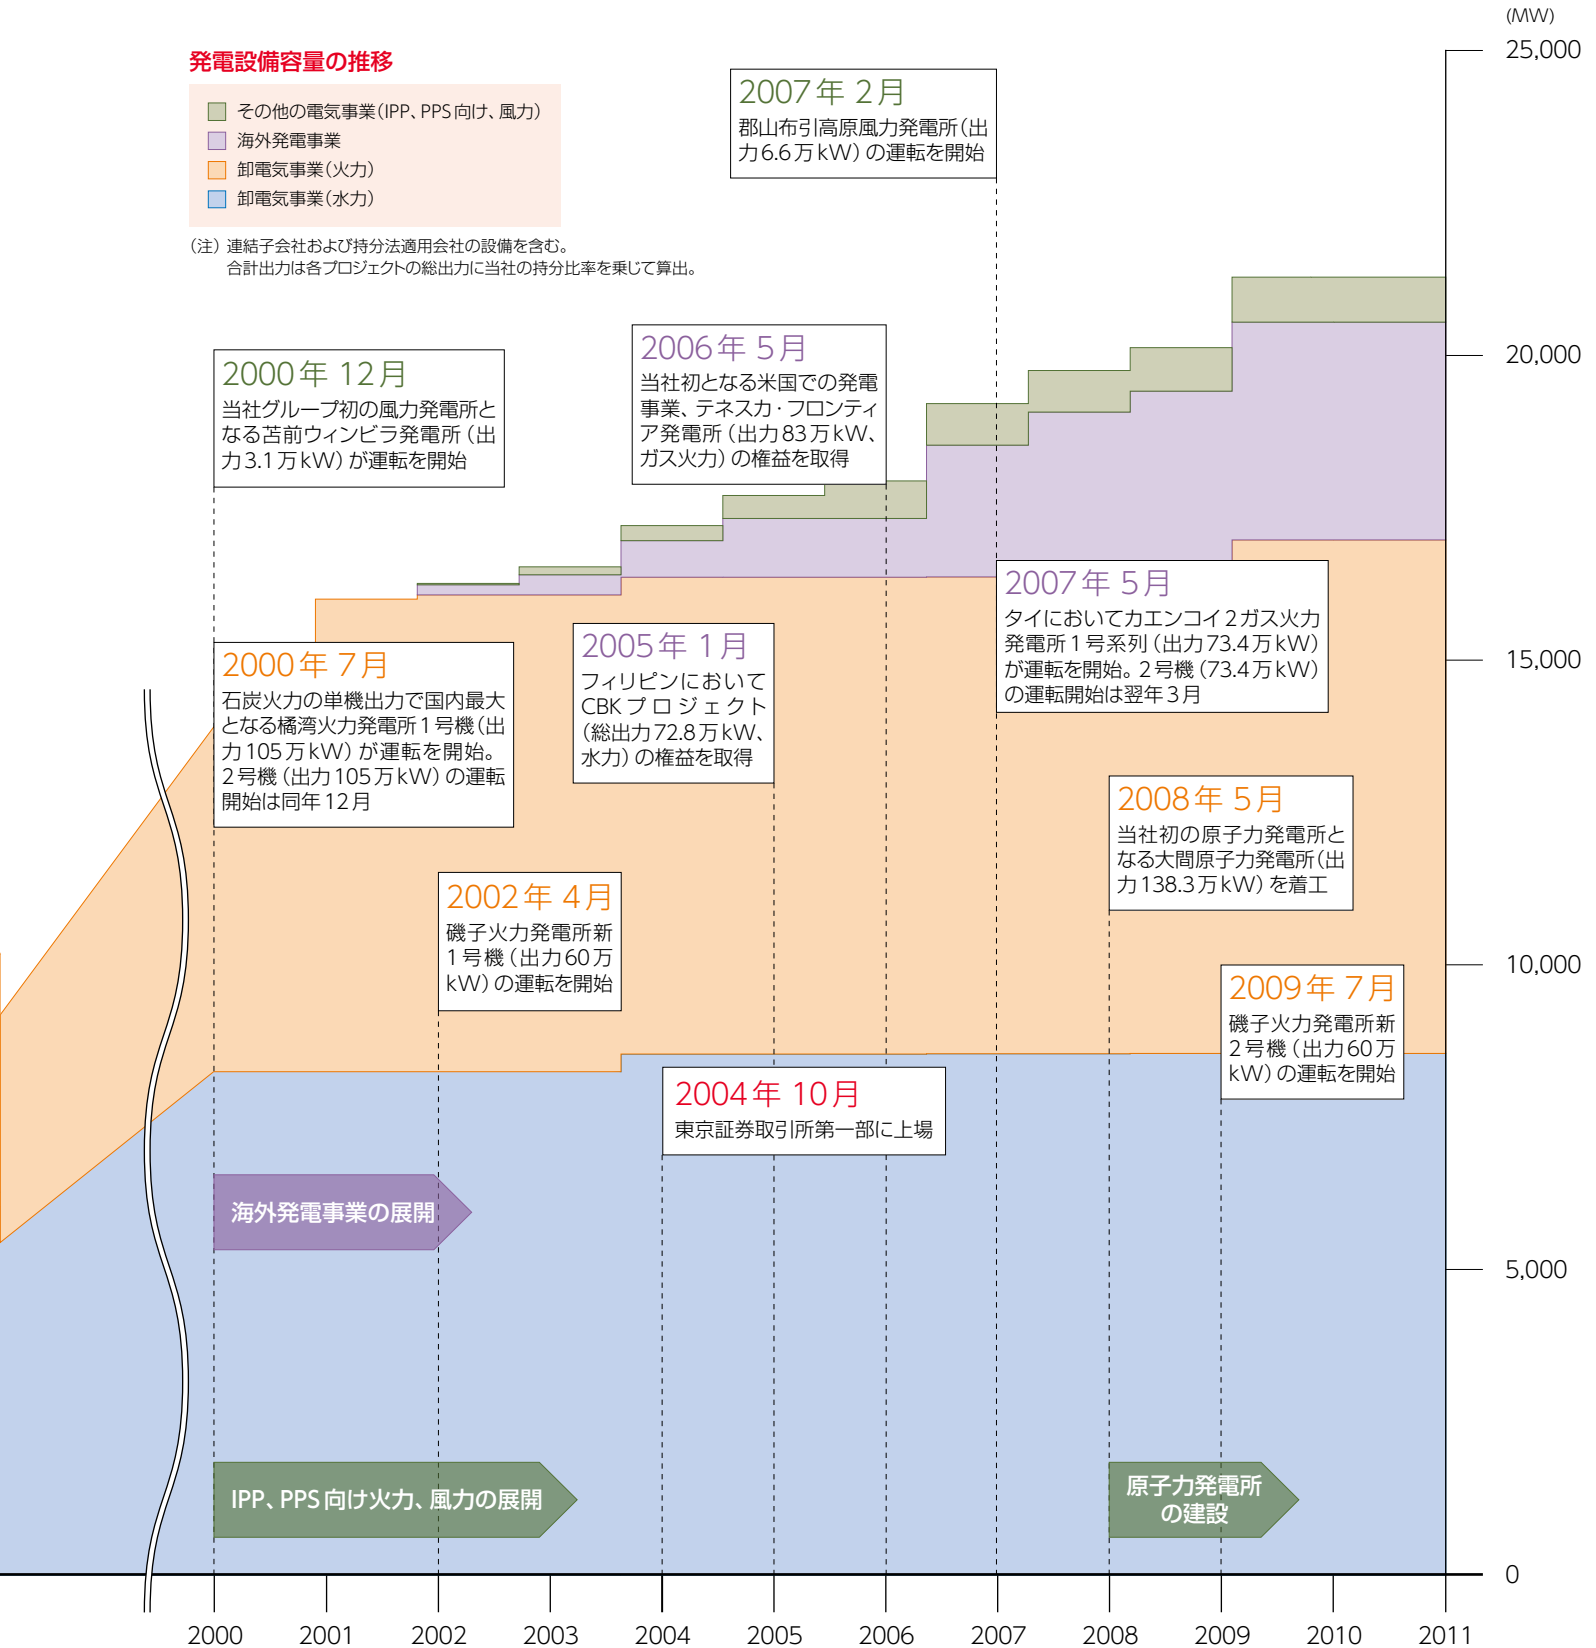 (MW)
25,000
発電設備容量の推移
その他の電気事業（IPP、PPS向け、風力）
海外発電事業
卸電気事業（火力）
卸電気事業（水力）
（注）連結子会社および持分法適用会社の設備を含む。
合計出力は各プロジェクトの総出力に当社の持分比率を乗じて算出。
2007年 2月
郡山布引高原風力発電所（出
力6.6万kW）の運転を開始
20,000
2000年 12月
当社グループ初の風力発電所と
なる苫前ウィンビラ発電所（出
力3.1万kW）が運転を開始
2006年 5月
当社初となる米国での発電
事業、テネスカ・フロンティ
ア発電所（出力83万kW、
ガス火力）の権益を取得
2007年 5月
タイにおいてカエンコイ2ガス火力
発電所1号系列（出力73.4万kW）
が運転を開始。2号機（73.4万kW）
の運転開始は翌年3月
15,000
2000年 7月
石炭火力の単機出力で国内最大
となる橘湾火力発電所1号機（出
力105万kW）が運転を開始。
2号機（出力105万kW）の運転
開始は同年12月
2005年 1月
フィリピンにおいて
CBKプロジェクト
（総出力72.8万kW、
水力）の権益を取得
2008年 5月
当社初の原子力発電所と
なる大間原子力発電所（出
力138.3万kW）を着工
2002年 4月
磯子火力発電所新
1号機（出力60万
kW）の運転を開始
10,000
2009年 7月
磯子火力発電所新
2号機（出力60万
kW）の運転を開始
2004年 10月
東京証券取引所第一部に上場
海外発電事業の展開
5,000
IPP、PPS向け火力、風力の展開
原子力発電所
の建設
0
2000 2001 2002 2003 2004 2005 2006 2007 2008 2009 2010 2011